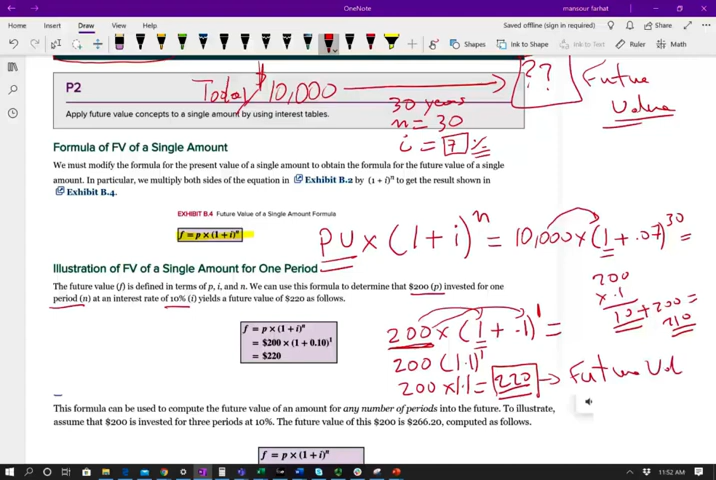 OneNote
mansour farhat
Home Insert Draw View Help
Saved offline (sign in required)
Share
Shapes Ink to Shape Ink to Text Ruler Math
P2
Today $10,000 ?? Future Value
30 years
n = 30
i = 7 %
Apply future value concepts to a single amount by using interest tables.
Formula of FV of a Single Amount
We must modify the formula for the present value of a single amount to obtain the formula for the future value of a single
amount. In particular, we multiply both sides of the equation in Exhibit B.2 by (1 + i)ⁿ to get the result shown in
Exhibit B.4.
EXHIBIT B.4 Future Value of a Single Amount Formula
f = p × (1 + i)ⁿ
PV x (1 + i)ⁿ = 10,000 x (1 + .07)³⁰ =
Illustration of FV of a Single Amount for One Period
The future value (f) is defined in terms of p, i, and n. We can use this formula to determine that $200 (p) invested for one
period (n) at an interest rate of 10% (i) yields a future value of $220 as follows.
200
x .1
10 + 200 =
210
f = p × (1 + i)ⁿ
= $200 × (1 + 0.10)¹
= $220
200 x (1 + .1)¹ =
200 (1.1)¹
200 x 1.1 = 220 → Future Val
This formula can be used to compute the future value of an amount for any number of periods into the future. To illustrate,
assume that $200 is invested for three periods at 10%. The future value of this $200 is $266.20, computed as follows.
f = p × (1 + i)ⁿ
11:52 AM